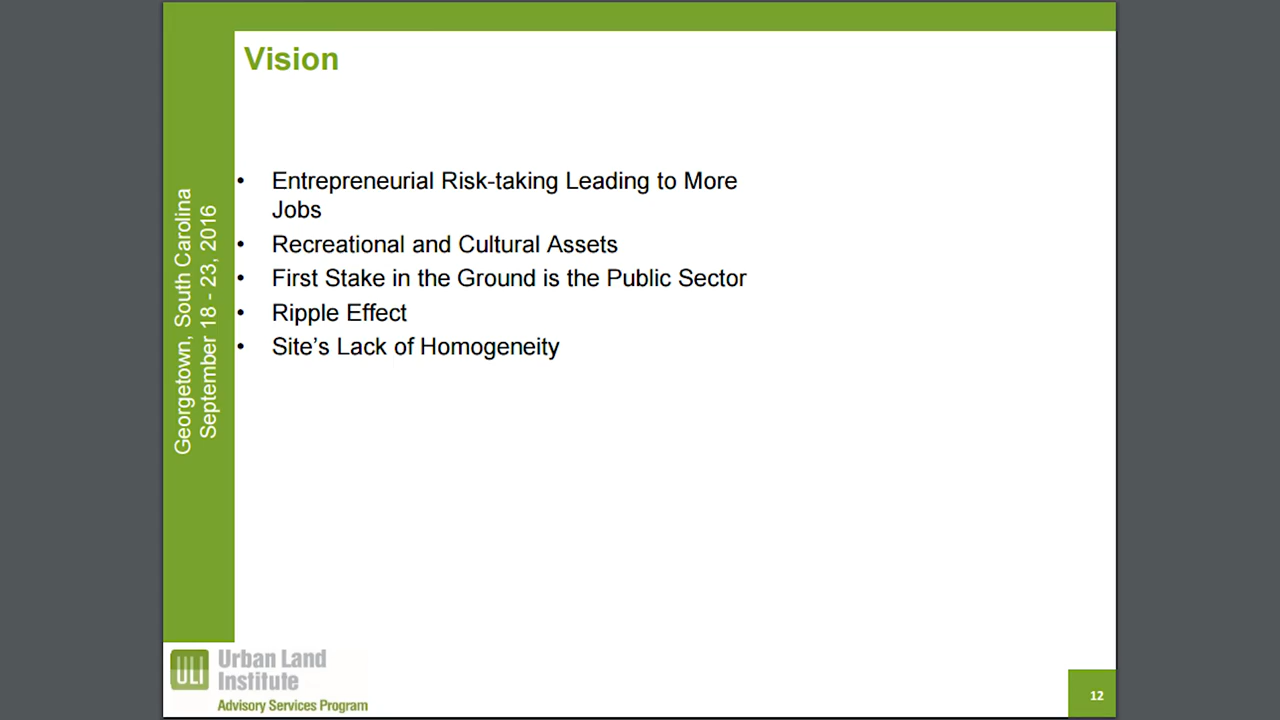 Vision
• Entrepreneurial Risk-taking Leading to More
Jobs
• Recreational and Cultural Assets
• First Stake in the Ground is the Public Sector
• Ripple Effect
• Site’s Lack of Homogeneity
Georgetown, South Carolina
September 18 - 23, 2016
ULI
Urban Land
Institute
Advisory Services Program
12